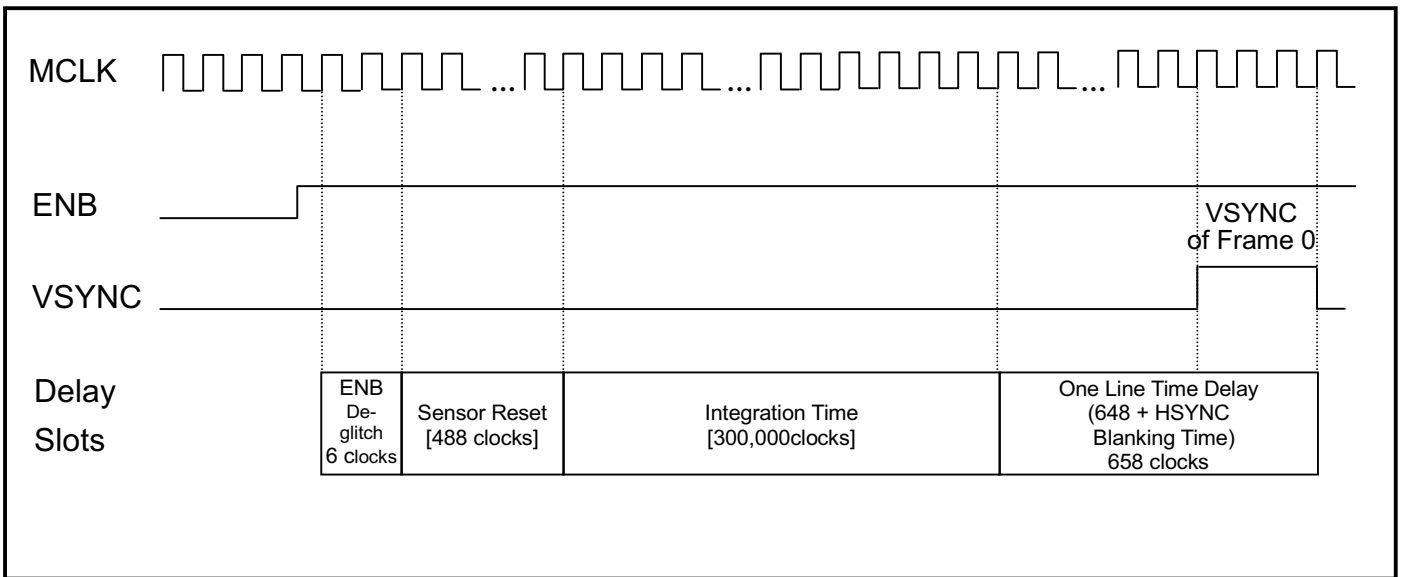 MCLK
... ... ...
ENB
VSYNC
of Frame 0
VSYNC
Delay
Slots
ENB
De-
glitch
6 clocks
Sensor Reset
[488 clocks]
Integration Time
[300,000clocks]
One Line Time Delay
(648 + HSYNC
Blanking Time)
658 clocks